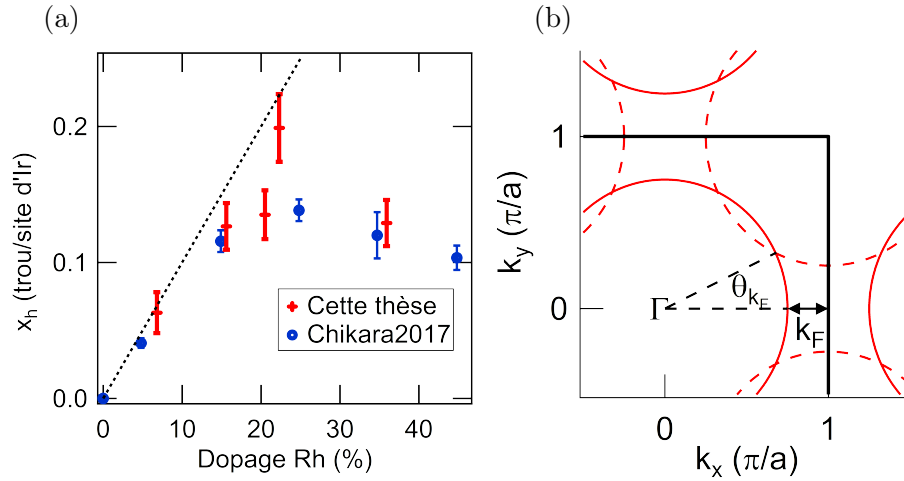 (a)
0.2
0.1
0.0
x_h (trou/site d'Ir)
0
10
20
30
40
Dopage Rh (%)
Cette thèse
Chikara2017
(b)
1
0
k_y (π/a)
Γ
θ_{k_F}
k_F
0
1
k_x (π/a)